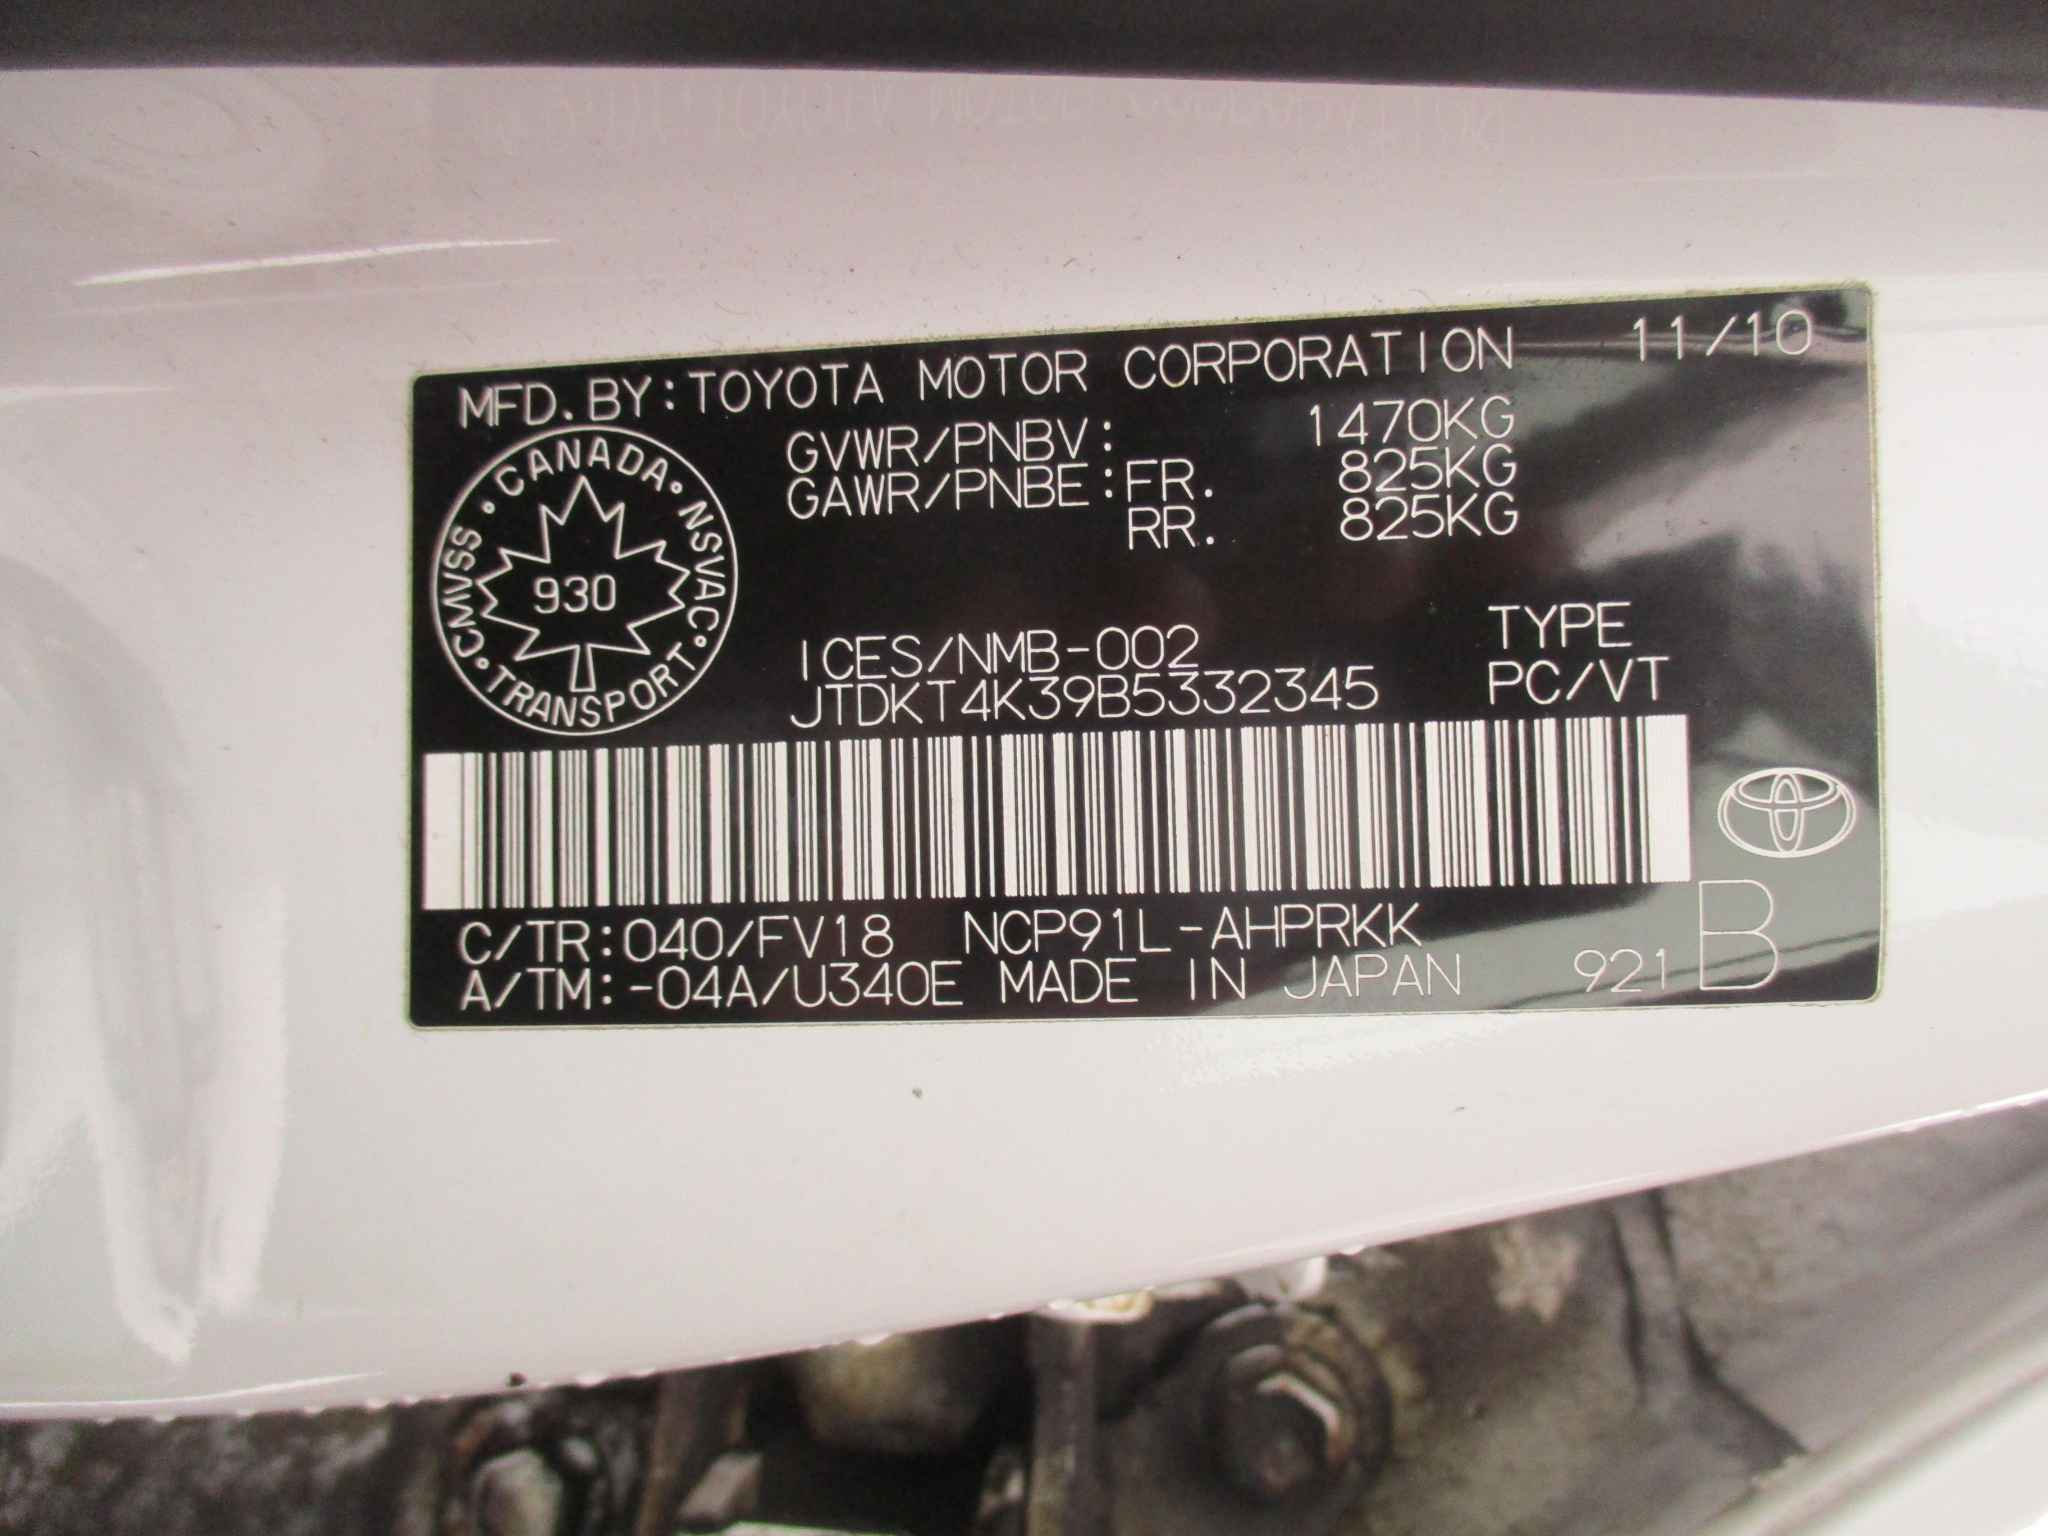 MFD. BY: TOYOTA MOTOR CORPORATION 11/10
GVWR/PNBV: 1470KG
GAWR/PNBE: FR. 825KG
RR. 825KG
CMVSS · CANADA · NSVAC · TRANSPORT
930
ICES/NMB-002 TYPE
JTDKT4K39B5332345 PC/VT
C/TR: 040/FV18 NCP91L-AHPRKK
A/TM: -04A/U340E MADE IN JAPAN 921 B